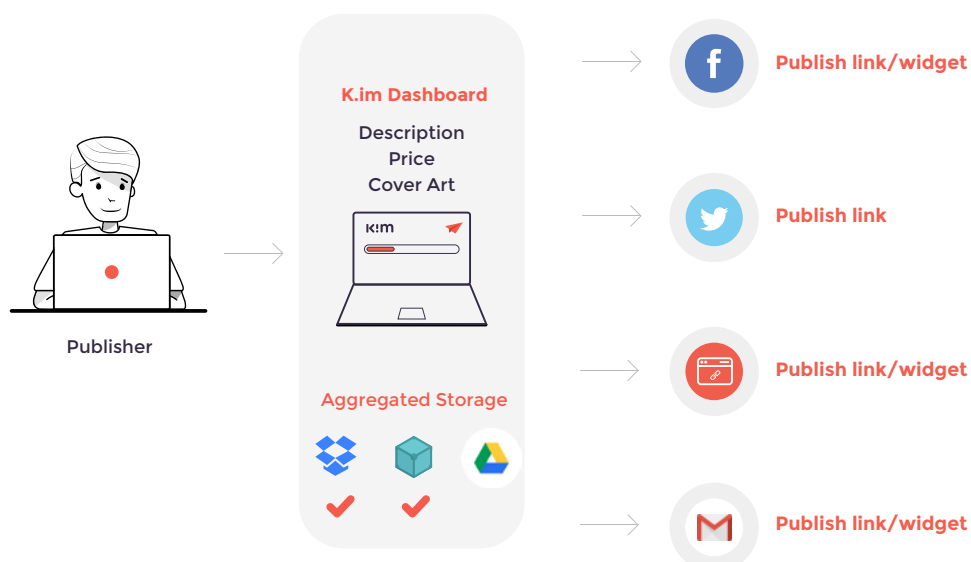 K.im Dashboard
Description
Price
Cover Art
K!m
Publisher
Aggregated Storage
f
Publish link/widget
Publish link
Publish link/widget
Publish link/widget